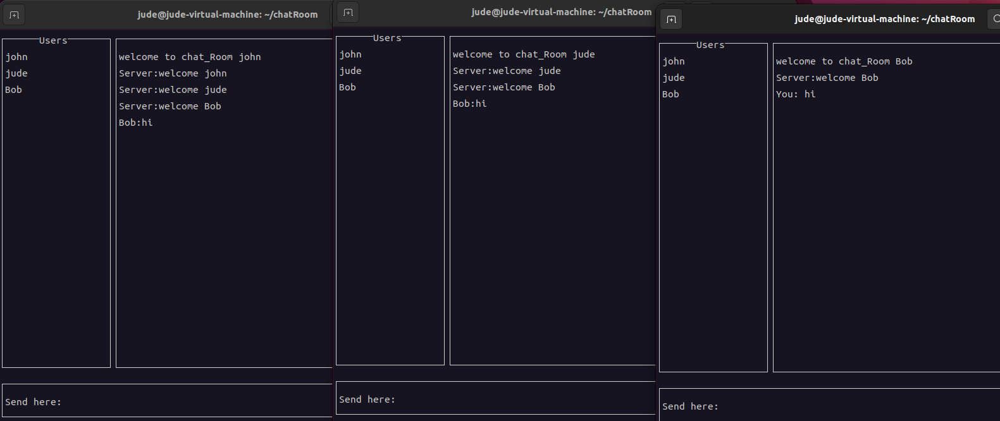 jude@jude-virtual-machine: ~/chatRoom
Users
john
jude
Bob
welcome to chat_Room john
Server:welcome john
Server:welcome jude
Server:welcome Bob
Bob:hi
Send here:
jude@jude-virtual-machine: ~/chatRoom
Users
john
jude
Bob
welcome to chat_Room jude
Server:welcome jude
Server:welcome Bob
Bob:hi
Send here:
jude@jude-virtual-machine: ~/chatRoom
Users
john
jude
Bob
welcome to chat_Room Bob
Server:welcome Bob
You: hi
Send here: